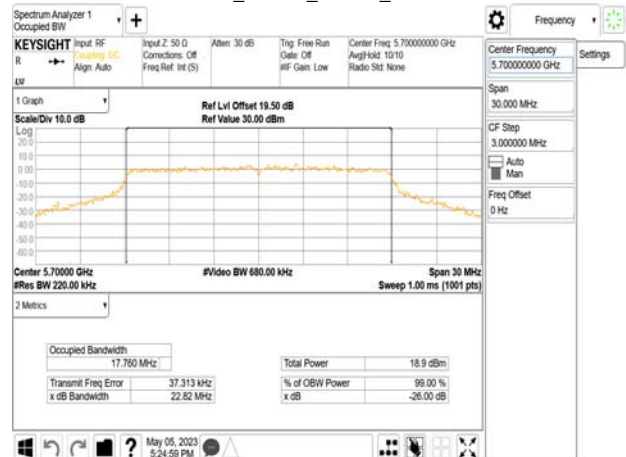 Spectrum Analyzer 1
Occupied BW
Frequency
KEYSIGHT
R
LVI
Input: RF
Coupling: DC
Align: Auto
Input Z: 50 Ω
Corrections: Off
Freq Ref: Int (S)
Atten: 30 dB
Trig: Free Run
Gate: Off
#IF Gain: Low
Center Freq: 5.700000000 GHz
Avg|Hold: 10/10
Radio Std: None
Center Frequency
5.700000000 GHz
Settings
Span
30.000 MHz
CF Step
3.000000 MHz
Auto
Man
Freq Offset
0 Hz
1 Graph
Scale/Div 10.0 dB
Ref Lvl Offset 19.50 dB
Ref Value 30.00 dBm
Log
20.0
10.0
0.00
-10.0
-20.0
-30.0
-40.0
-50.0
-60.0
Center 5.70000 GHz
#Res BW 220.00 kHz
#Video BW 680.00 kHz
Span 30 MHz
Sweep 1.00 ms (1001 pts)
2 Metrics
Occupied Bandwidth
17.760 MHz
Total Power 18.9 dBm
Transmit Freq Error 37.313 kHz
% of OBW Power 99.00 %
x dB Bandwidth 22.82 MHz
x dB -26.00 dB
?
May 05, 2023
5:24:59 PM